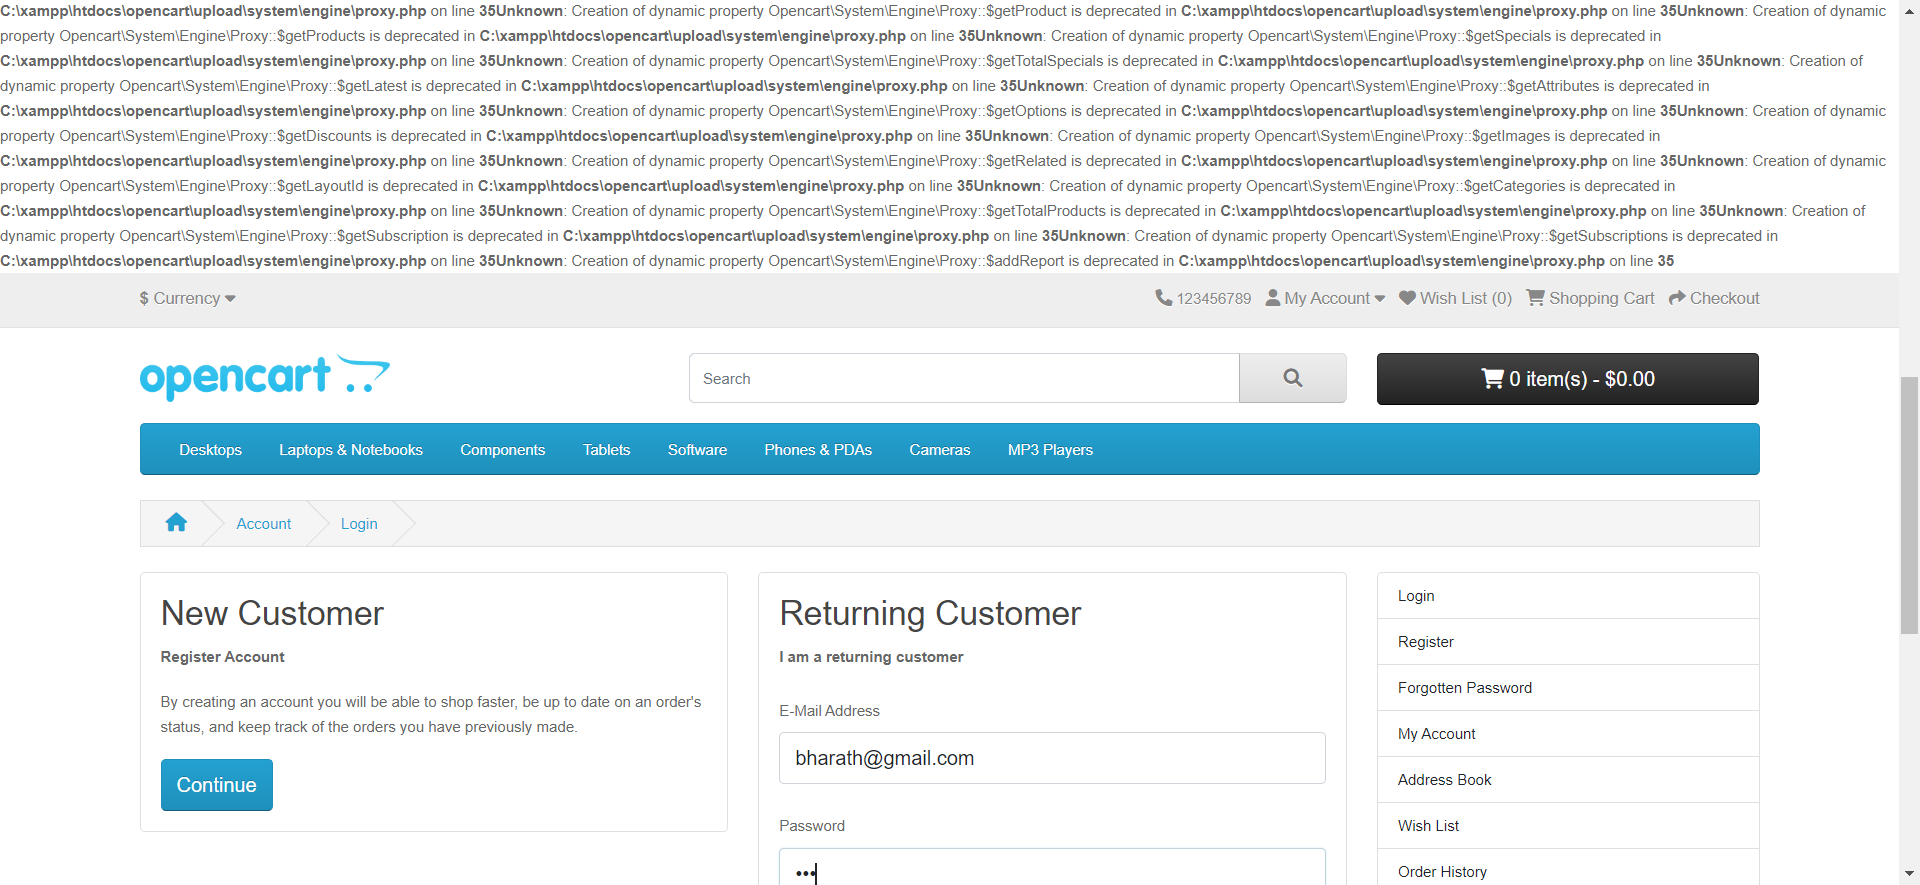 C:\xampp\htdocs\opencart\upload\system\engine\proxy.php on line 35Unknown: Creation of dynamic property Opencart\System\Engine\Proxy::$getProduct is deprecated in C:\xampp\htdocs\opencart\upload\system\engine\proxy.php on line 35Unknown: Creation of dynamic
property Opencart\System\Engine\Proxy::$getProducts is deprecated in C:\xampp\htdocs\opencart\upload\system\engine\proxy.php on line 35Unknown: Creation of dynamic property Opencart\System\Engine\Proxy::$getSpecials is deprecated in
C:\xampp\htdocs\opencart\upload\system\engine\proxy.php on line 35Unknown: Creation of dynamic property Opencart\System\Engine\Proxy::$getTotalSpecials is deprecated in C:\xampp\htdocs\opencart\upload\system\engine\proxy.php on line 35Unknown: Creation of
dynamic property Opencart\System\Engine\Proxy::$getLatest is deprecated in C:\xampp\htdocs\opencart\upload\system\engine\proxy.php on line 35Unknown: Creation of dynamic property Opencart\System\Engine\Proxy::$getAttributes is deprecated in
C:\xampp\htdocs\opencart\upload\system\engine\proxy.php on line 35Unknown: Creation of dynamic property Opencart\System\Engine\Proxy::$getOptions is deprecated in C:\xampp\htdocs\opencart\upload\system\engine\proxy.php on line 35Unknown: Creation of dynamic
property Opencart\System\Engine\Proxy::$getDiscounts is deprecated in C:\xampp\htdocs\opencart\upload\system\engine\proxy.php on line 35Unknown: Creation of dynamic property Opencart\System\Engine\Proxy::$getImages is deprecated in
C:\xampp\htdocs\opencart\upload\system\engine\proxy.php on line 35Unknown: Creation of dynamic property Opencart\System\Engine\Proxy::$getRelated is deprecated in C:\xampp\htdocs\opencart\upload\system\engine\proxy.php on line 35Unknown: Creation of dynamic
property Opencart\System\Engine\Proxy::$getLayoutId is deprecated in C:\xampp\htdocs\opencart\upload\system\engine\proxy.php on line 35Unknown: Creation of dynamic property Opencart\System\Engine\Proxy::$getCategories is deprecated in
C:\xampp\htdocs\opencart\upload\system\engine\proxy.php on line 35Unknown: Creation of dynamic property Opencart\System\Engine\Proxy::$getTotalProducts is deprecated in C:\xampp\htdocs\opencart\upload\system\engine\proxy.php on line 35Unknown: Creation of
dynamic property Opencart\System\Engine\Proxy::$getSubscription is deprecated in C:\xampp\htdocs\opencart\upload\system\engine\proxy.php on line 35Unknown: Creation of dynamic property Opencart\System\Engine\Proxy::$getSubscriptions is deprecated in
C:\xampp\htdocs\opencart\upload\system\engine\proxy.php on line 35Unknown: Creation of dynamic property Opencart\System\Engine\Proxy::$addReport is deprecated in C:\xampp\htdocs\opencart\upload\system\engine\proxy.php on line 35
$ Currency 123456789 My Account Wish List (0) Shopping Cart Checkout
opencart
Search
0 item(s) - $0.00
Desktops Laptops & Notebooks Components Tablets Software Phones & PDAs Cameras MP3 Players
Account Login
New Customer
Register Account
By creating an account you will be able to shop faster, be up to date on an order's
status, and keep track of the orders you have previously made.
Continue
Returning Customer
I am a returning customer
E-Mail Address
bharath@gmail.com
Password
•••
Login
Register
Forgotten Password
My Account
Address Book
Wish List
Order History